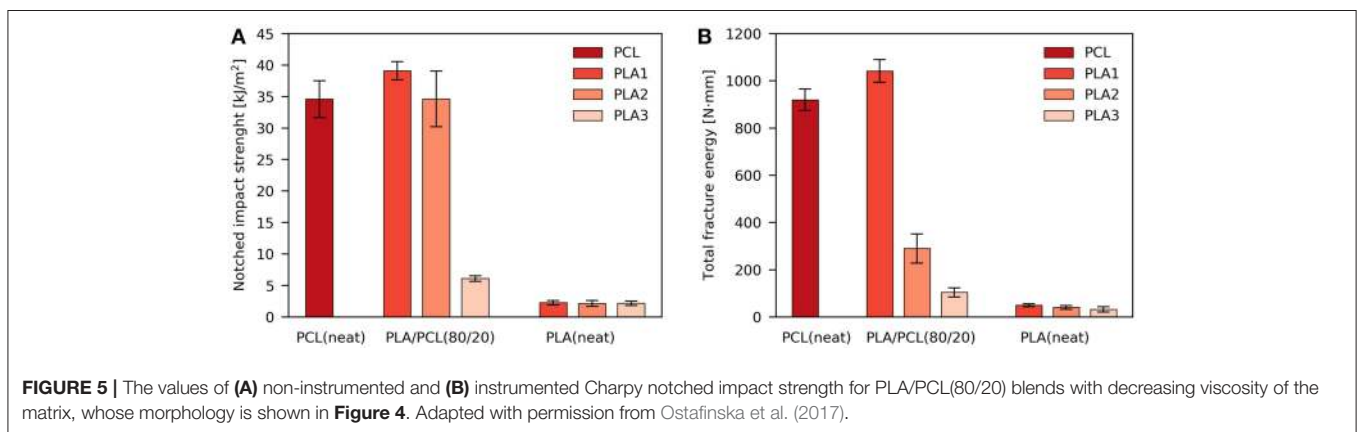 A
45
40
35
30
25
20
15
10
5
0
Notched impact strenght [kJ/m²]
PCL
PLA1
PLA2
PLA3
PCL(neat) PLA/PCL(80/20) PLA(neat)
B
1200
1000
800
600
400
200
0
Total fracture energy [N·mm]
PCL
PLA1
PLA2
PLA3
PCL(neat) PLA/PCL(80/20) PLA(neat)
FIGURE 5 | The values of (A) non-instrumented and (B) instrumented Charpy notched impact strength for PLA/PCL(80/20) blends with decreasing viscosity of the
matrix, whose morphology is shown in Figure 4. Adapted with permission from Ostafinska et al. (2017).